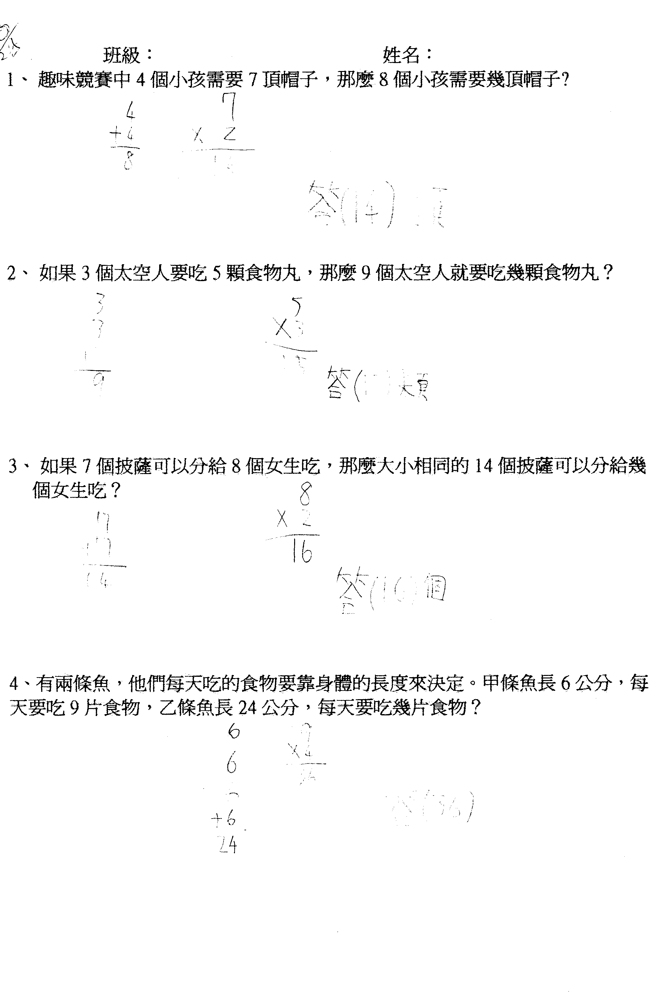 班級：　姓名：
1、 趣味競賽中 4 個小孩需要 7 頂帽子，那麼 8 個小孩需要幾頂帽子?
4 7
+4 × 2
8 14
答(14)頂
2、 如果 3 個太空人要吃 5 顆食物丸，那麼 9 個太空人就要吃幾顆食物丸？
3 5
3 ×3
9 15
答( 顆
3、 如果 7 個披薩可以分給 8 個女生吃，那麼大小相同的 14 個披薩可以分給幾
個女生吃？
8
7 × 2
+7 16
14
答(16)個
4、有兩條魚，他們每天吃的食物要靠身體的長度來決定。甲條魚長 6 公分，每
天要吃 9 片食物，乙條魚長 24 公分，每天要吃幾片食物？
6 9
6 ×4
6 36
+6
24
答(36)